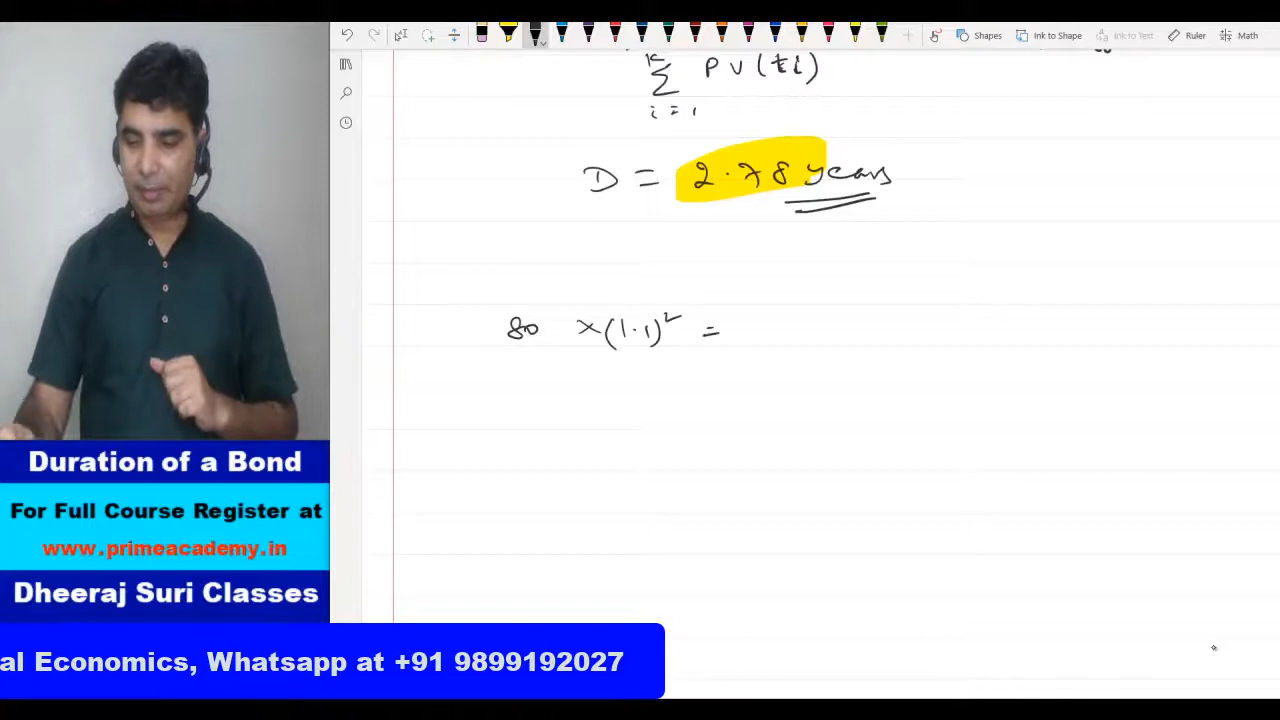 Shapes Ink to Shape Ink to Text Ruler Math
k
Σ PV(ti)
i = 1
D = 2.78 years
80 × (1.1)² =
Duration of a Bond
For Full Course Register at
www.primeacademy.in
Dheeraj Suri Classes
al Economics, Whatsapp at +91 9899192027